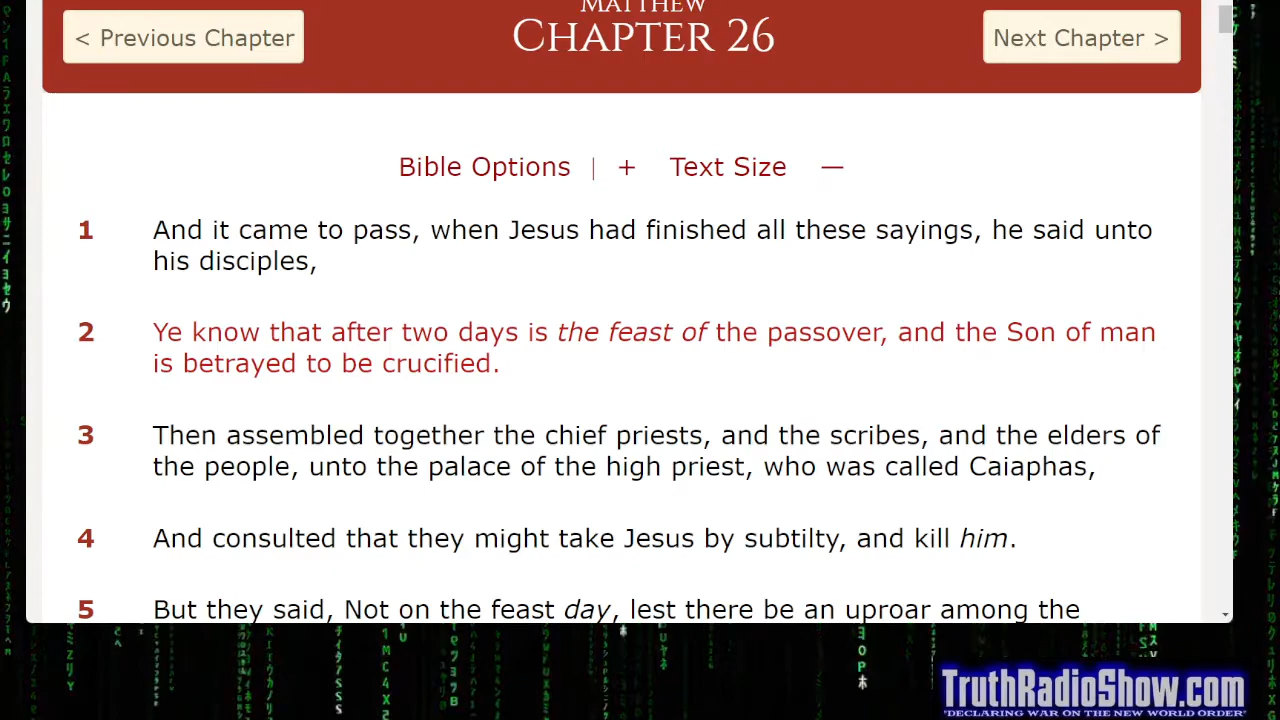 MATTHEW
< Previous Chapter
CHAPTER 26
Next Chapter >
Bible Options | + Text Size —
1 And it came to pass, when Jesus had finished all these sayings, he said unto
his disciples,
2 Ye know that after two days is the feast of the passover, and the Son of man
is betrayed to be crucified.
3 Then assembled together the chief priests, and the scribes, and the elders of
the people, unto the palace of the high priest, who was called Caiaphas,
4 And consulted that they might take Jesus by subtilty, and kill him.
5 But they said, Not on the feast day, lest there be an uproar among the
TruthRadioShow.com
"DECLARING WAR ON THE NEW WORLD ORDER"